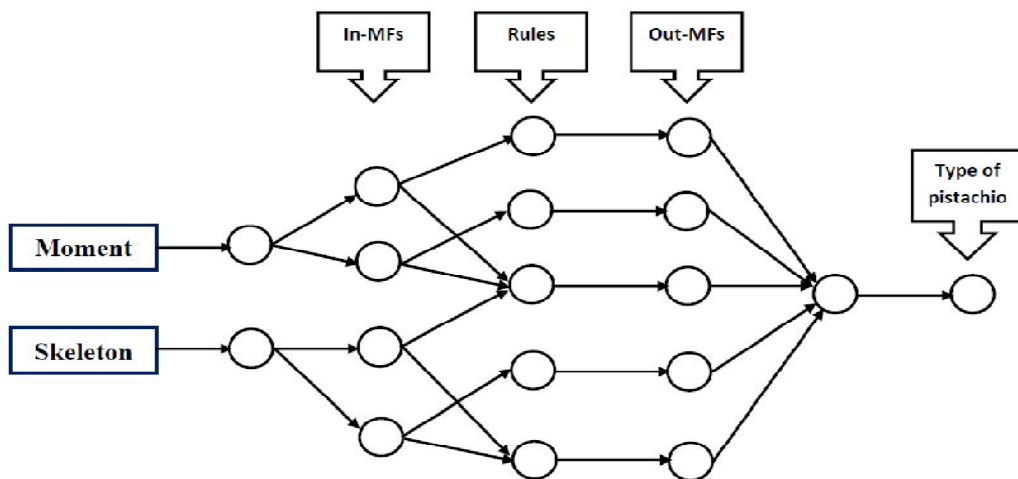 In-MFs
Rules
Out-MFs
Type of
pistachio
Moment
Skeleton